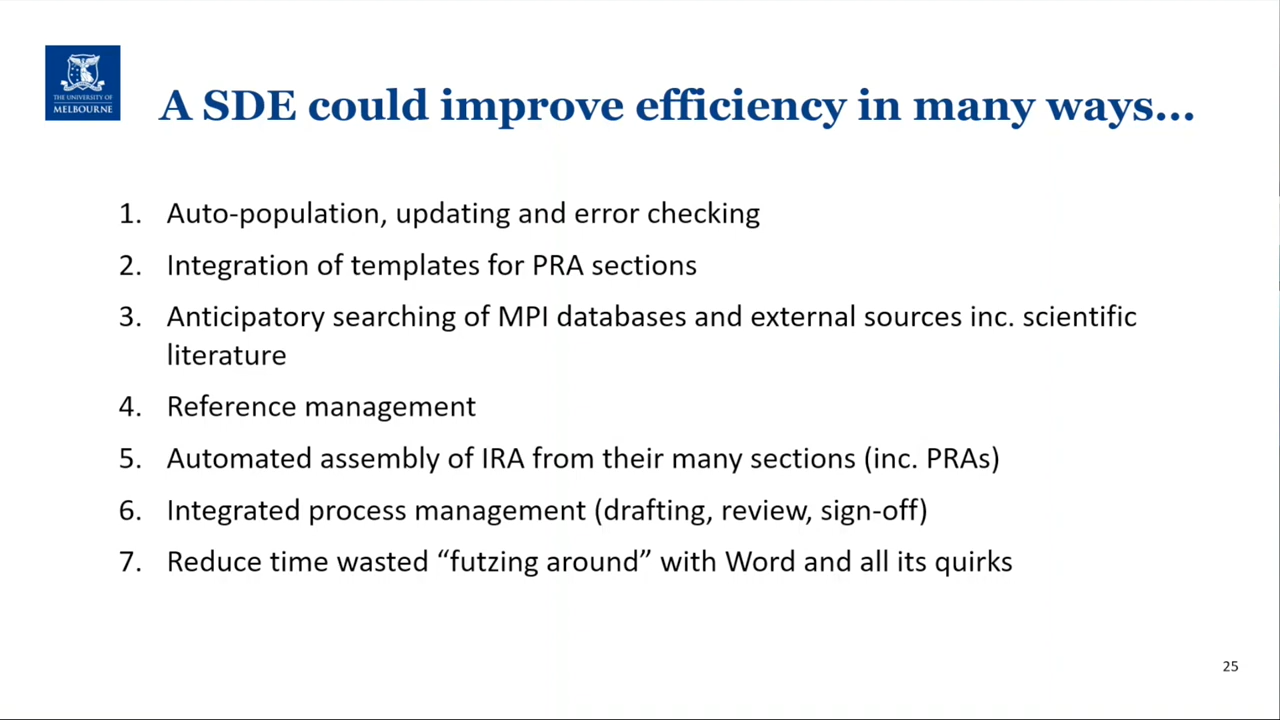 THE UNIVERSITY OF
MELBOURNE
A SDE could improve efficiency in many ways...
1. Auto-population, updating and error checking
2. Integration of templates for PRA sections
3. Anticipatory searching of MPI databases and external sources inc. scientific
literature
4. Reference management
5. Automated assembly of IRA from their many sections (inc. PRAs)
6. Integrated process management (drafting, review, sign-off)
7. Reduce time wasted “futzing around” with Word and all its quirks
25